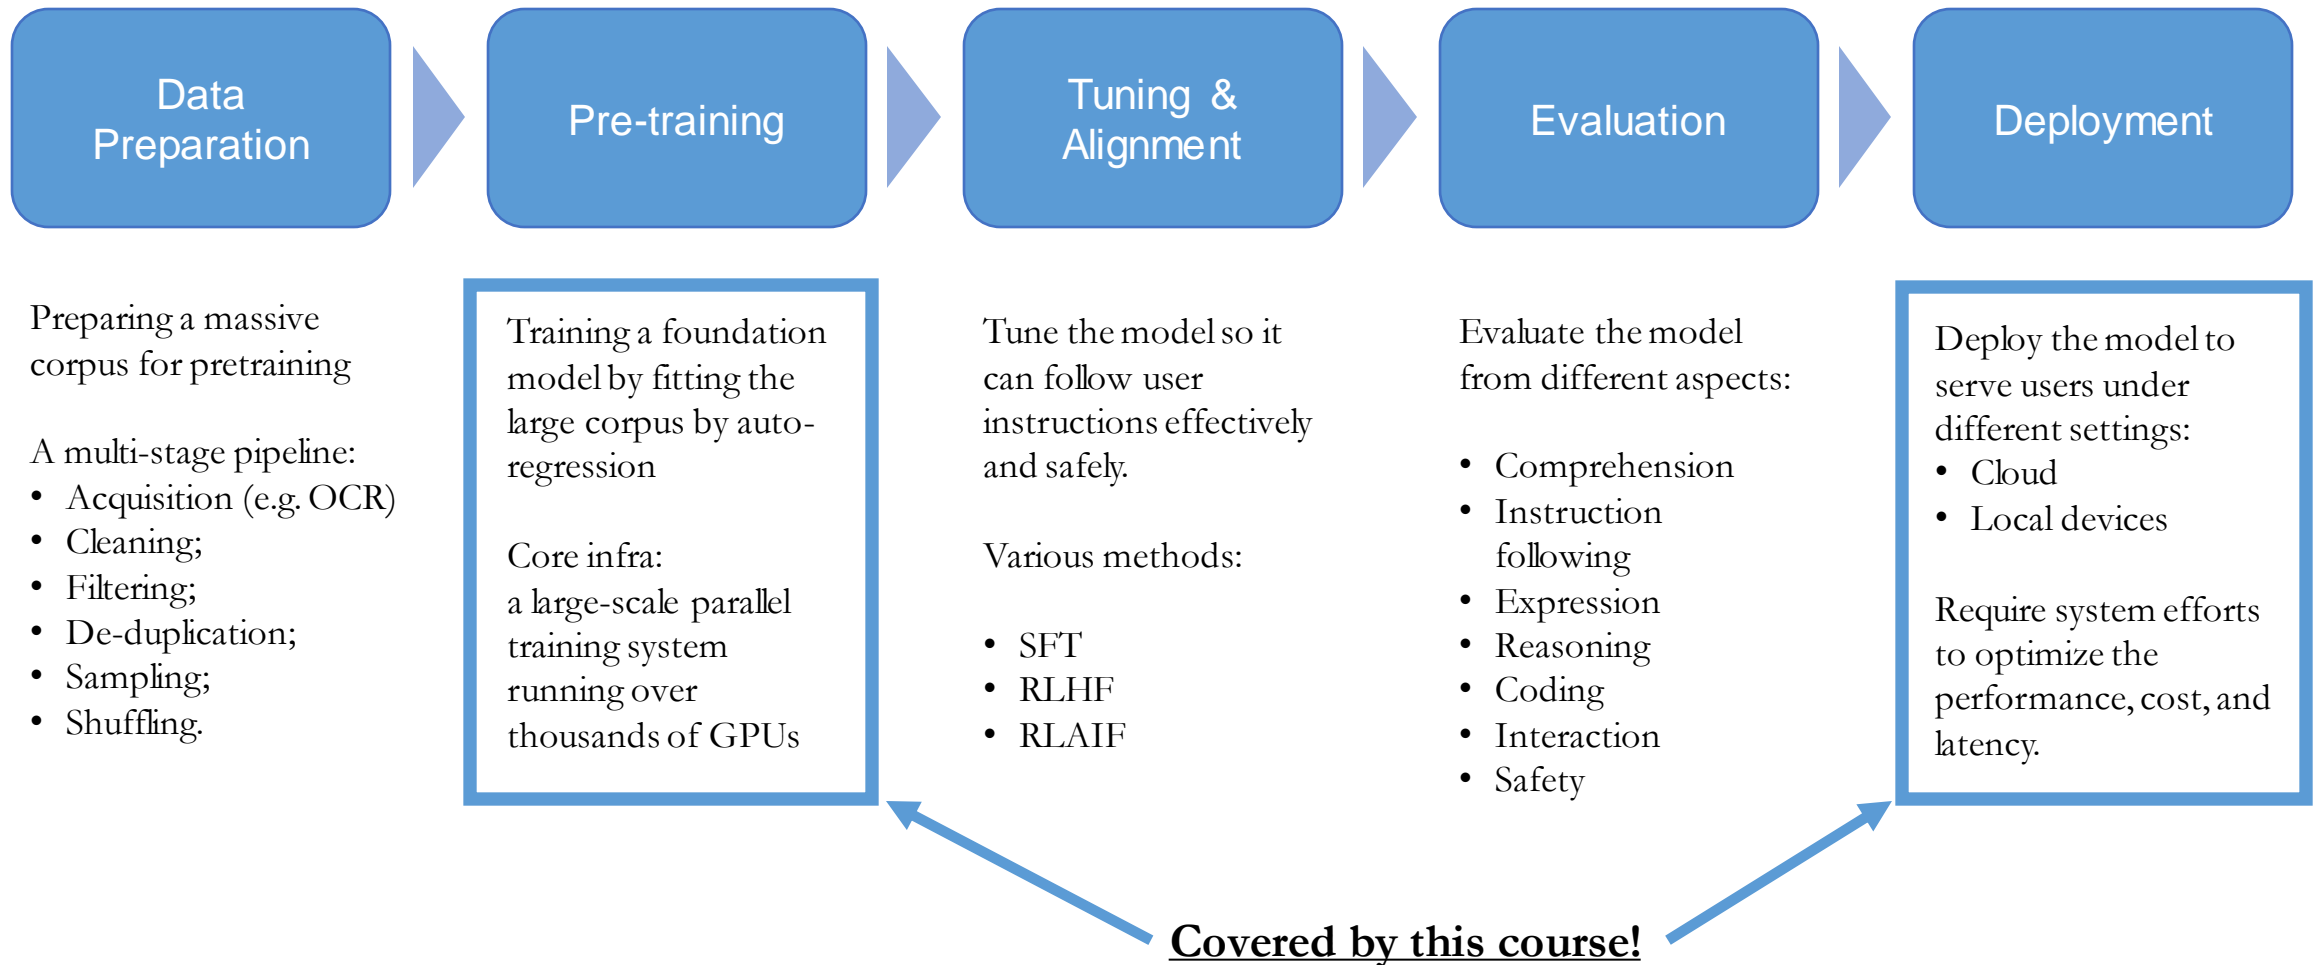 Data
Preparation
Pre-training
Tuning &
Alignment
Evaluation
Deployment
Preparing a massive
corpus for pretraining
A multi-stage pipeline:
• Acquisition (e.g. OCR)
• Cleaning;
• Filtering;
• De-duplication;
• Sampling;
• Shuffling.
Training a foundation
model by fitting the
large corpus by auto-
regression
Core infra:
a large-scale parallel
training system
running over
thousands of GPUs
Tune the model so it
can follow user
instructions effectively
and safely.
Various methods:
• SFT
• RLHF
• RLAIF
Evaluate the model
from different aspects:
• Comprehension
• Instruction
following
• Expression
• Reasoning
• Coding
• Interaction
• Safety
Deploy the model to
serve users under
different settings:
• Cloud
• Local devices
Require system efforts
to optimize the
performance, cost, and
latency.
Covered by this course!